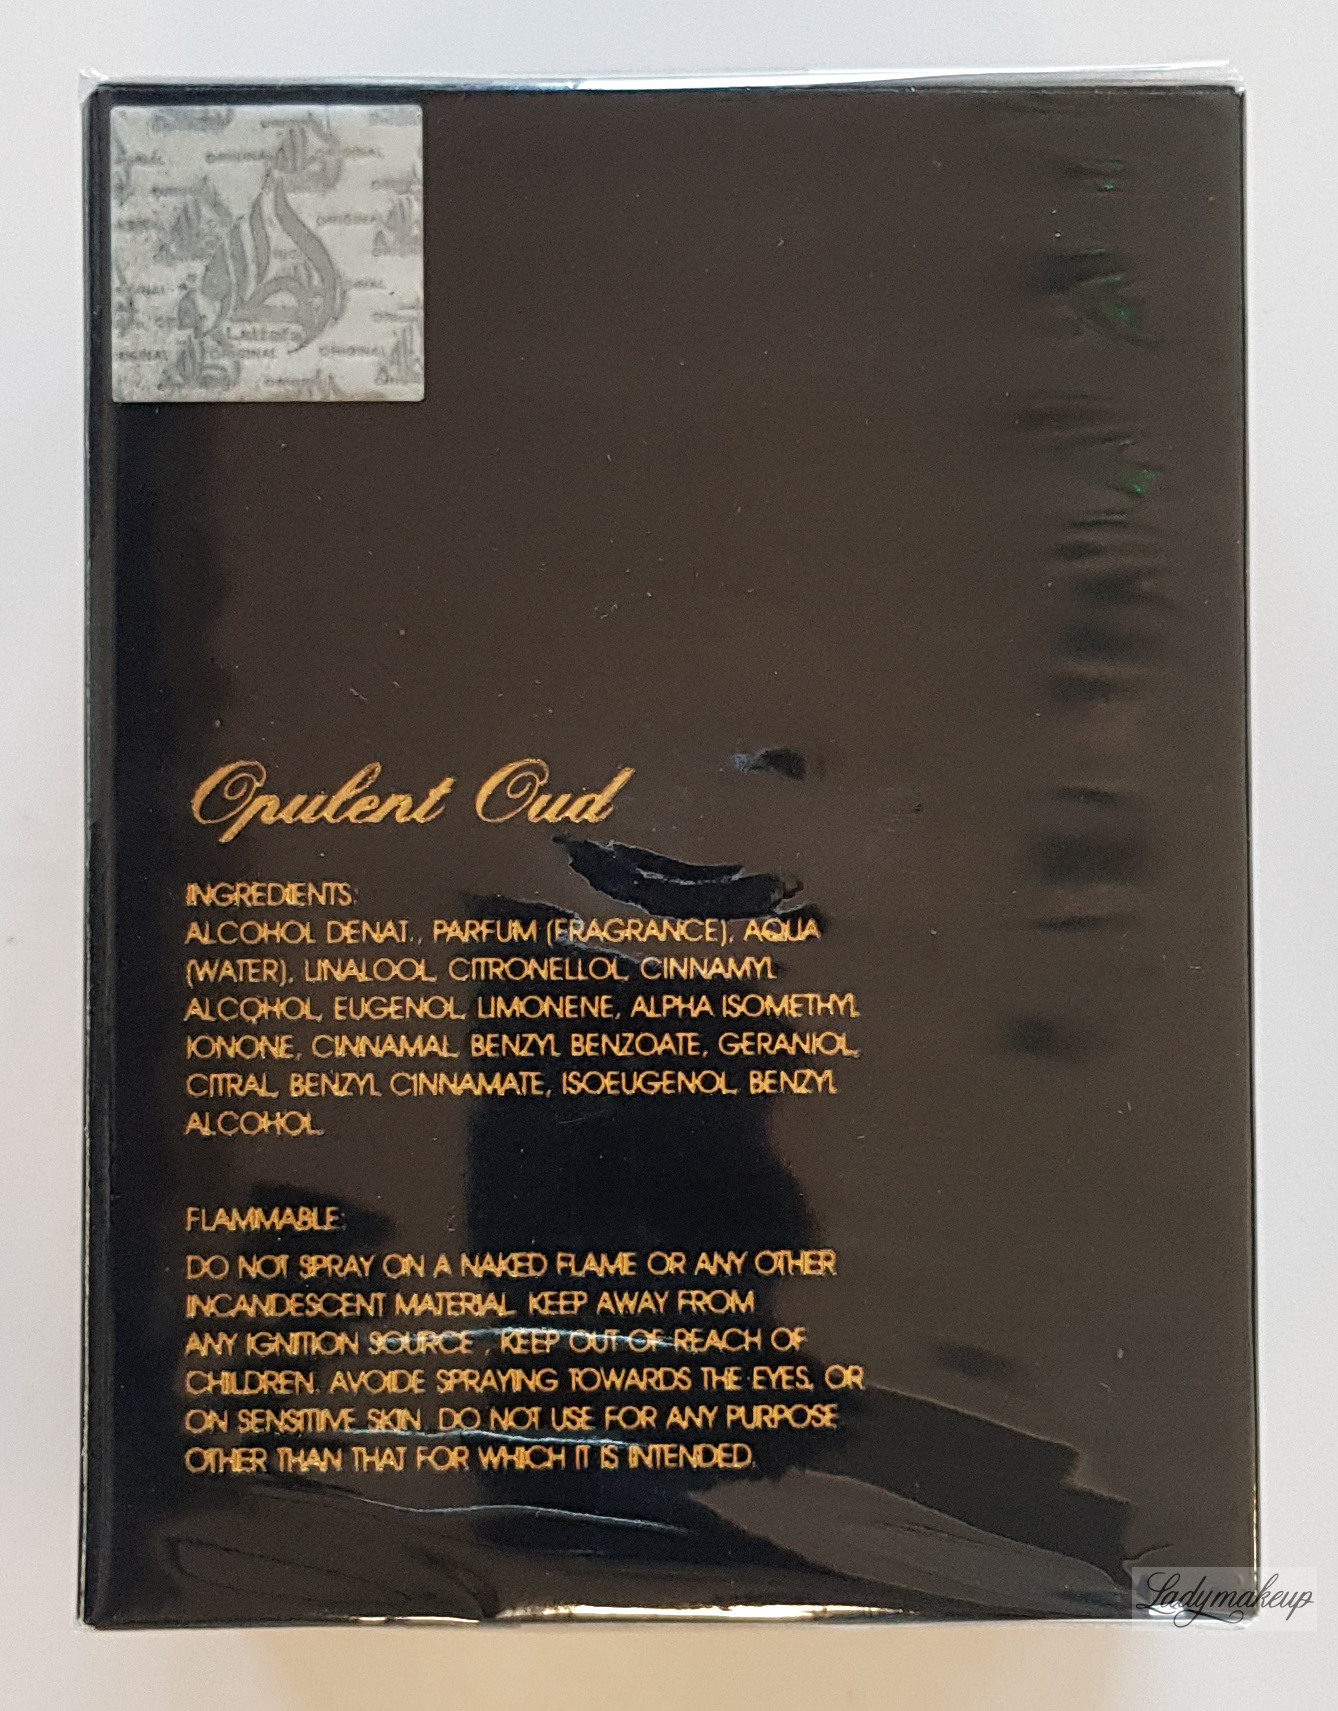 ORIGINAL
Lattafa
ORIGINAL
Opulent Oud
INGREDIENTS:
ALCOHOL DENAT., PARFUM (FRAGRANCE), AQUA
(WATER), LINALOOL, CITRONELLOL, CINNAMYL
ALCOHOL, EUGENOL, LIMONENE, ALPHA ISOMETHYL
IONONE, CINNAMAL, BENZYL BENZOATE, GERANIOL,
CITRAL, BENZYL CINNAMATE, ISOEUGENOL, BENZYL
ALCOHOL.
FLAMMABLE:
DO NOT SPRAY ON A NAKED FLAME OR ANY OTHER
INCANDESCENT MATERIAL. KEEP AWAY FROM
ANY IGNITION SOURCE , KEEP OUT OF REACH OF
CHILDREN. AVOIDE SPRAYING TOWARDS THE EYES, OR
ON SENSITIVE SKIN. DO NOT USE FOR ANY PURPOSE
OTHER THAN THAT FOR WHICH IT IS INTENDED.
Ladymakeup